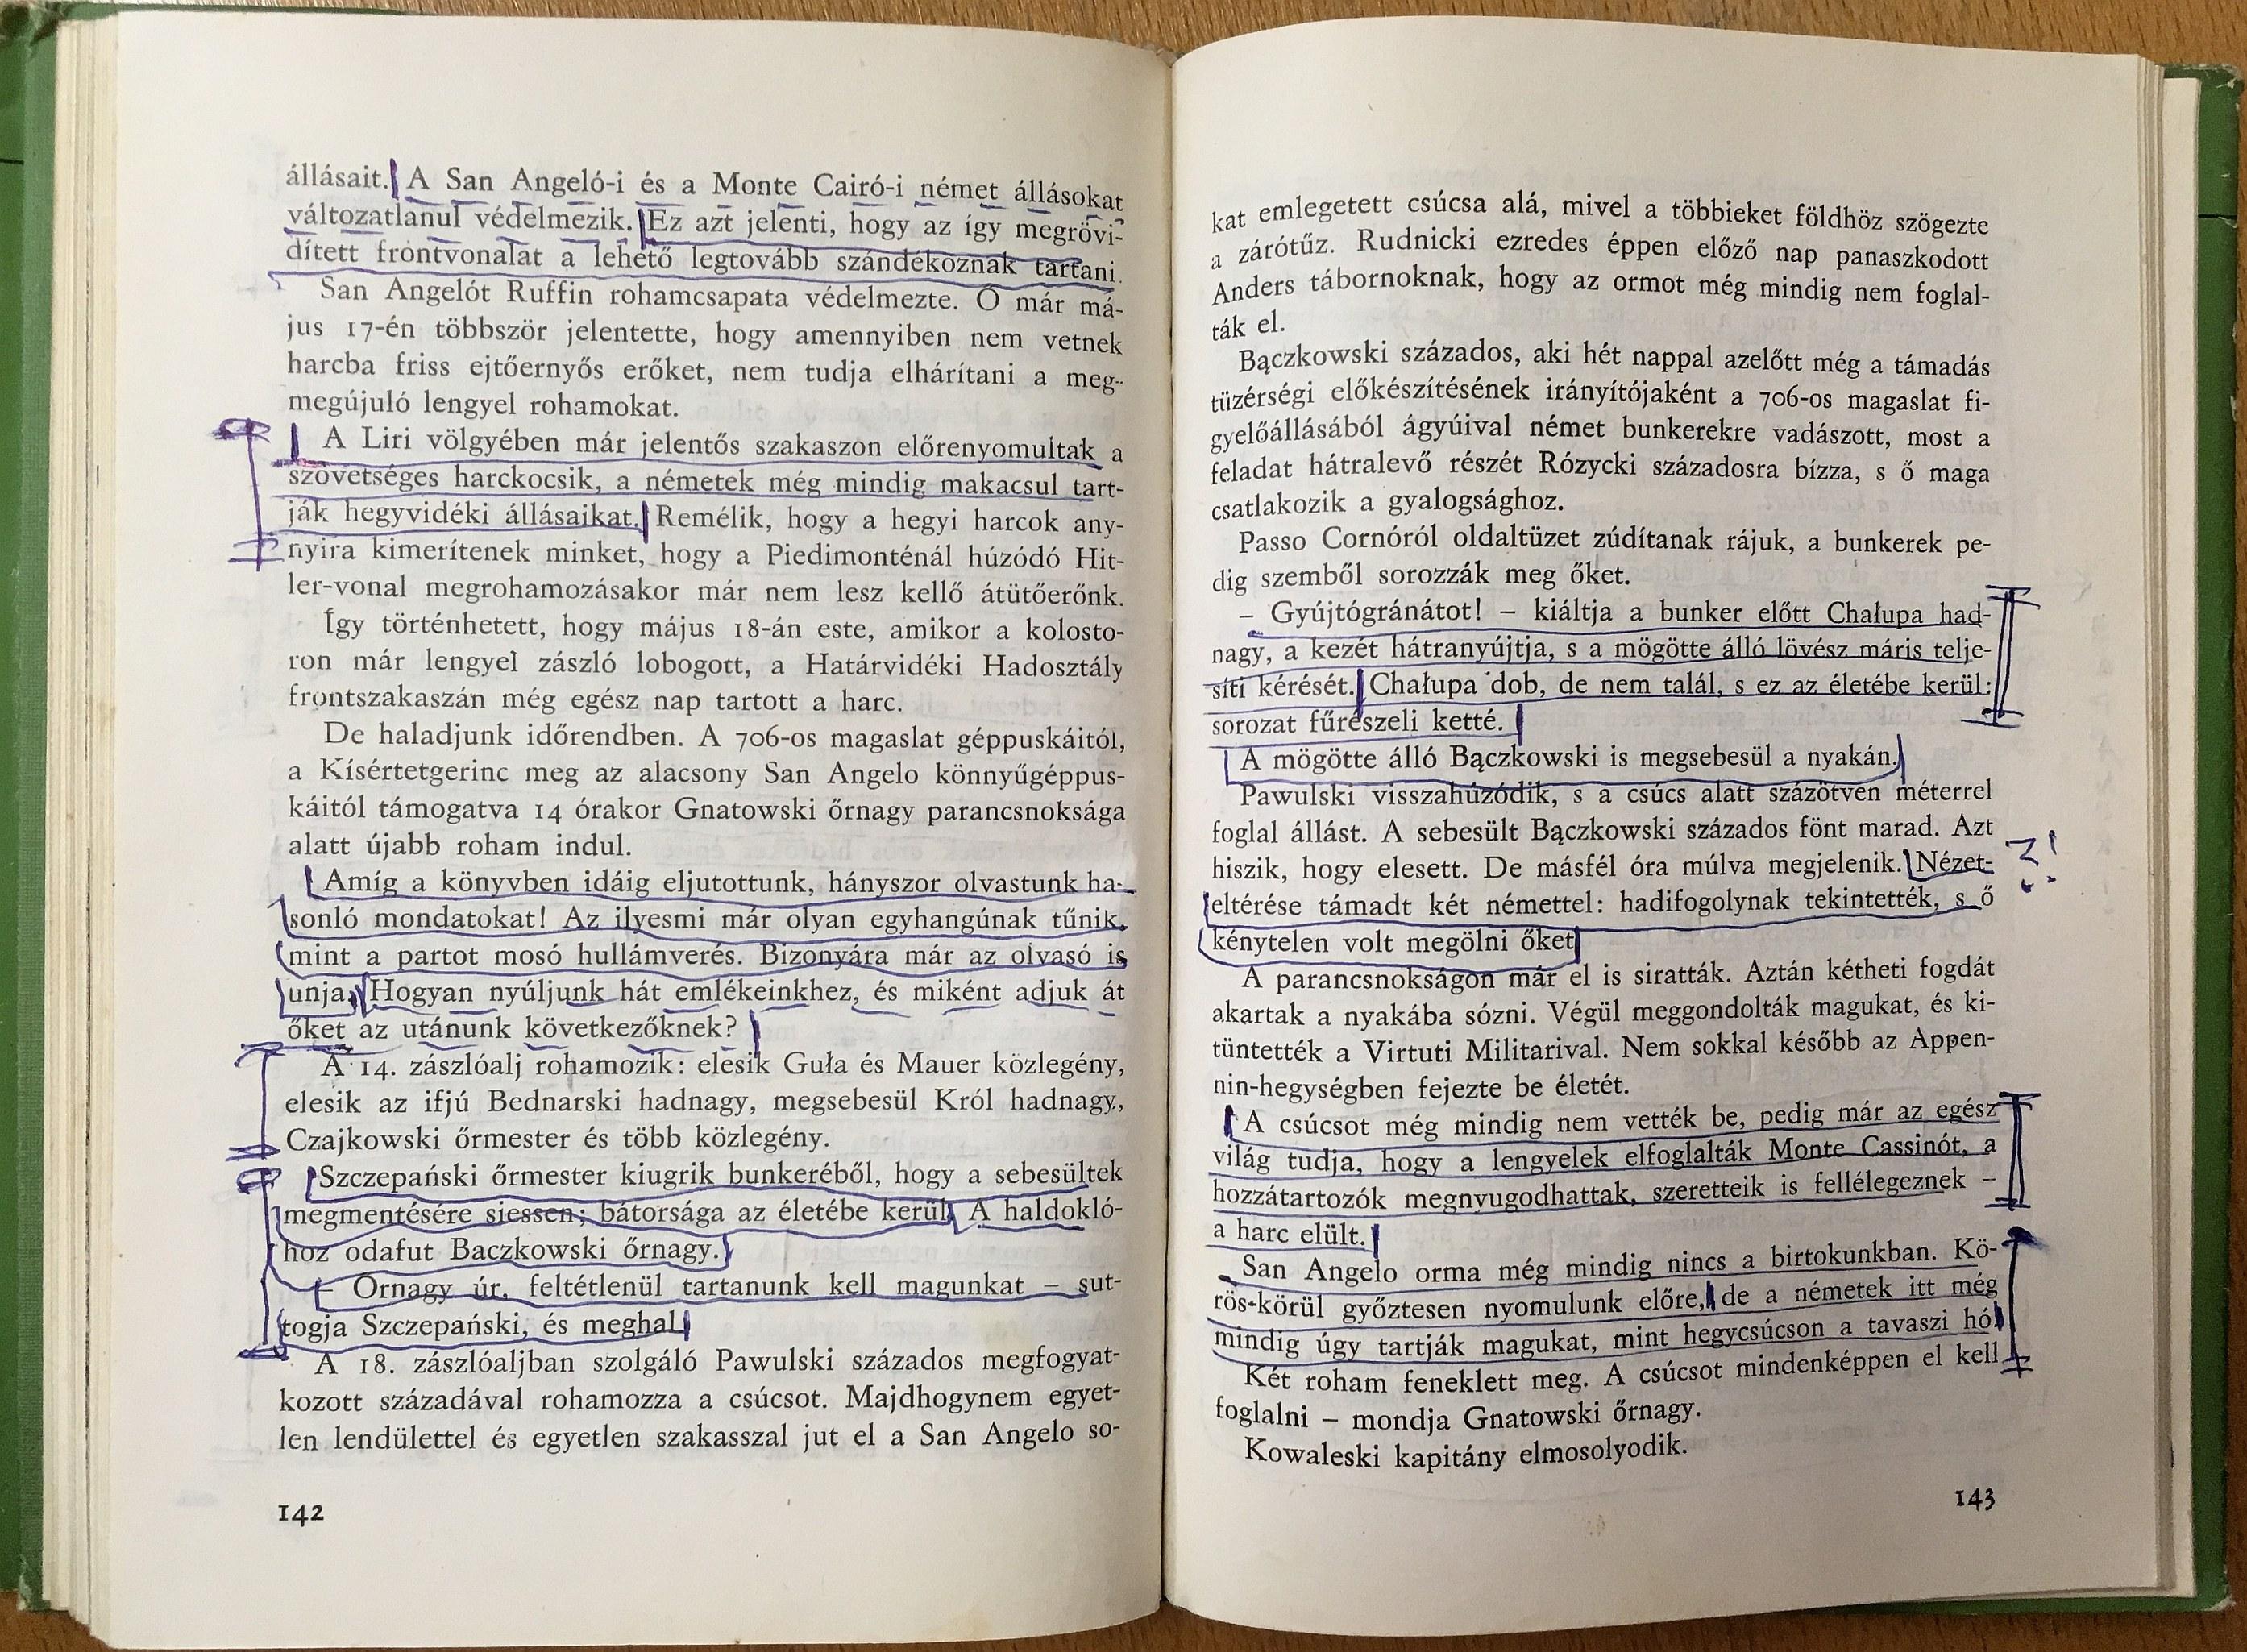 állásait. A San Angeló-i és a Monte Cairó-i német állásokat
változatlanul védelmezik. Ez azt jelenti, hogy az így megrövi-
dített frontvonalat a lehető legtovább szándékoznak tartani.
San Angelót Ruffin rohamcsapata védelmezte. Ő már má-
jus 17-én többször jelentette, hogy amennyiben nem vetnek
harcba friss ejtőernyős erőket, nem tudja elhárítani a meg-
megújuló lengyel rohamokat.
A Liri völgyében már jelentős szakaszon előrenyomultak a
szövetséges harckocsik, a németek még mindig makacsul tart-
ják hegyvidéki állásaikat. Remélik, hogy a hegyi harcok any-
nyira kimerítenek minket, hogy a Piedimonténál húzódó Hit-
ler-vonal megrohamozásakor már nem lesz kellő átütőerőnk.
Így történhetett, hogy május 18-án este, amikor a kolosto-
ron már lengyel zászló lobogott, a Határvidéki Hadosztály
frontszakaszán még egész nap tartott a harc.
De haladjunk időrendben. A 706-os magaslat géppuskáitól,
a Kísértetgerinc meg az alacsony San Angelo könnyűgéppus-
káitól támogatva 14 órakor Gnatowski őrnagy parancsnoksága
alatt újabb roham indul.
Amíg a könyvben idáig eljutottunk, hányszor olvastunk ha-
sonló mondatokat! Az ilyesmi már olyan egyhangúnak tűnik,
mint a partot mosó hullámverés. Bizonyára már az olvasó is
unja. Hogyan nyúljunk hát emlékeinkhez, és miként adjuk át
őket az utánunk következőknek?
A 14. zászlóalj rohamozik: elesik Guła és Mauer közlegény,
elesik az ifjú Bednarski hadnagy, megsebesül Król hadnagy,
Czajkowski őrmester és több közlegény.
Szczepański őrmester kiugrik bunkeréből, hogy a sebesültek
megmentésére siessen; bátorsága az életébe kerül. A haldokló-
hoz odafut Baczkowski őrnagy.
– Őrnagy úr, feltétlenül tartanunk kell magunkat – sut-
togja Szczepański, és meghal.
A 18. zászlóaljban szolgáló Pawulski százados megfogyat-
kozott századával rohamozza a csúcsot. Majdhogynem egyet-
len lendülettel és egyetlen szakasszal jut el a San Angelo so-
142
kat emlegetett csúcsa alá, mivel a többieket földhöz szögezte
a zárótűz. Rudnicki ezredes éppen előző nap panaszkodott
Anders tábornoknak, hogy az ormot még mindig nem foglal-
ták el.
Bączkowski százados, aki hét nappal azelőtt még a támadás
tüzérségi előkészítésének irányítójaként a 706-os magaslat fi-
gyelőállásából ágyúival német bunkerekre vadászott, most a
feladat hátralevő részét Rózycki századosra bízza, s ő maga
csatlakozik a gyalogsághoz.
Passo Cornóról oldaltüzet zúdítanak rájuk, a bunkerek pe-
dig szemből sorozzák meg őket.
– Gyújtógránátot! – kiáltja a bunker előtt Chałupa had-
nagy, a kezét hátranyújtja, s a mögötte álló lövész máris telje-
síti kérését. Chałupa dob, de nem talál, s ez az életébe kerül:
sorozat fűrészeli ketté.
A mögötte álló Bączkowski is megsebesül a nyakán.
Pawulski visszahúzódik, s a csúcs alatt százötven méterrel
foglal állást. A sebesült Bączkowski százados fönt marad. Azt
hiszik, hogy elesett. De másfél óra múlva megjelenik. Nézet- ?!
eltérése támadt két némettel: hadifogolynak tekintették, s ő
kénytelen volt megölni őket.
A parancsnokságon már el is siratták. Aztán kétheti fogdát
akartak a nyakába sózni. Végül meggondolták magukat, és ki-
tüntették a Virtuti Militarival. Nem sokkal később az Appen-
nin-hegységben fejezte be életét.
A csúcsot még mindig nem vették be, pedig már az egész
világ tudja, hogy a lengyelek elfoglalták Monte Cassinót, a
hozzátartozók megnyugodhattak, szeretteik is fellélegeznek –
a harc elült.
San Angelo orma még mindig nincs a birtokunkban. Kö-
rös-körül győztesen nyomulunk előre, de a németek itt még
mindig úgy tartják magukat, mint hegycsúcson a tavaszi hó.
Két roham feneklett meg. A csúcsot mindenképpen el kell
foglalni – mondja Gnatowski őrnagy.
Kowaleski kapitány elmosolyodik.
143